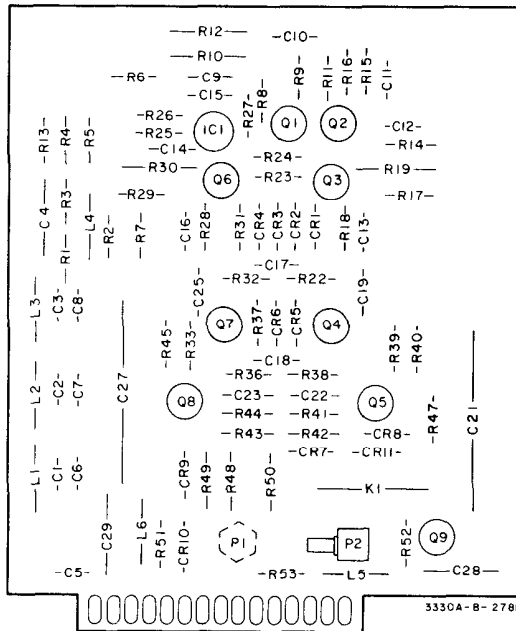 -R12-
-C10-
-R10-
-R6-
-C9-
-C15-
-R9-
-R11-
-R16-
-R15-
-C11-
-R8-
-R27-
-R26-
-R25-
IC1
Q1
Q2
-C12-
-R14-
-C14-
-R13-
-R4-
-R5-
-R30-
-R24-
-R23-
-R19-
Q6
Q3
-R29-
-R17-
-C4-
-R3-
-L4-
-R1-
-R2-
-R7-
-C16-
-R28-
-R31-
-CR4-
-CR3-
-CR2-
-CR1-
-R18-
-C13-
-C17-
-R32-
-R22-
-L3-
-C3-
-C8-
-C25-
-C19-
Q7
-R37-
-CR6-
-CR5-
Q4
-R45-
-R33-
-C18-
-R39-
-R40-
-R36-
-R38-
-L2-
-C2-
-C7-
-C27-
Q8
-C23-
-C22-
Q5
-R44-
-R41-
-R47-
-C21-
-R43-
-R42-
-CR8-
-CR7-
-CR11-
-L1-
-C1-
-C6-
-CR9-
-R49-
-R48-
-R50-
-K1-
-C29-
-L6-
-R51-
-CR10-
P1
P2
-R52-
Q9
-C5-
-R53-
-L5-
-C28-
3330A-B-278